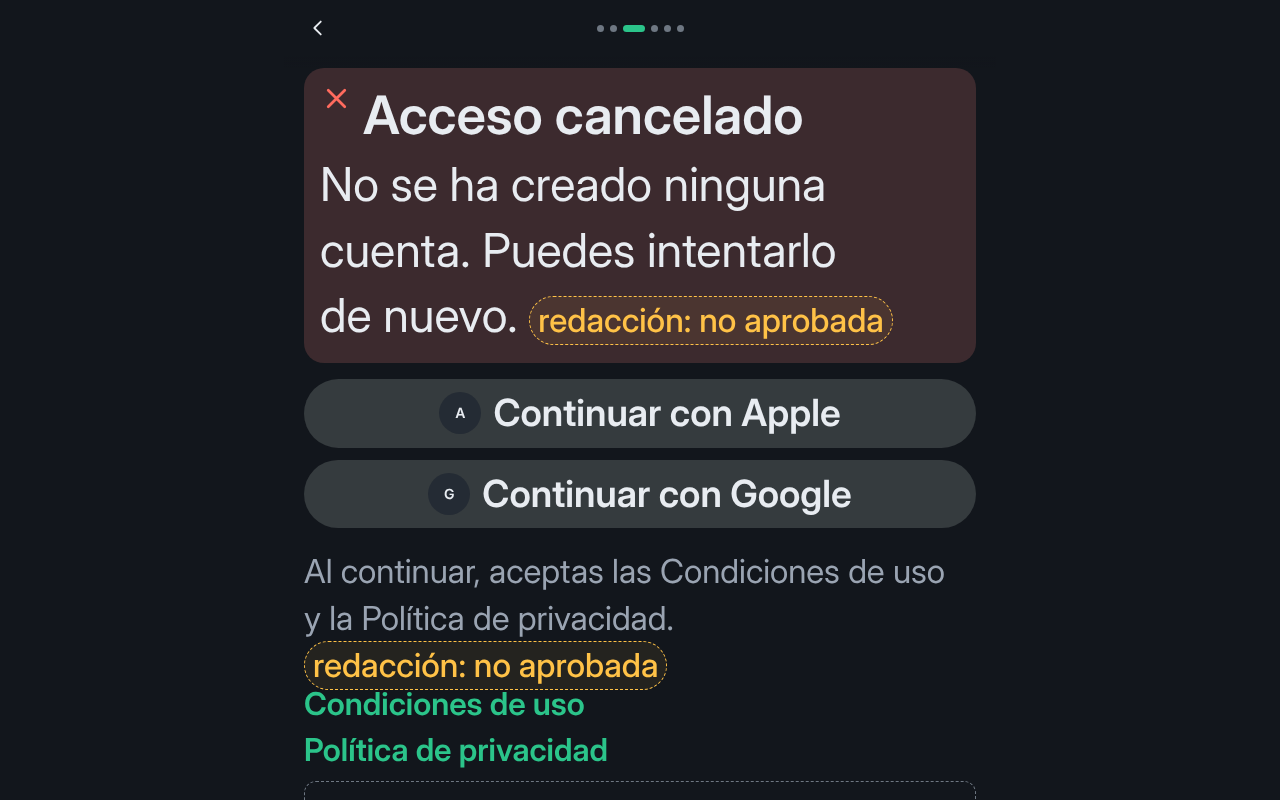 Acceso cancelado
No se ha creado ninguna
cuenta. Puedes intentarlo
de nuevo. redacción: no aprobada
A Continuar con Apple
G Continuar con Google
Al continuar, aceptas las Condiciones de uso
y la Política de privacidad.
redacción: no aprobada
Condiciones de uso
Política de privacidad